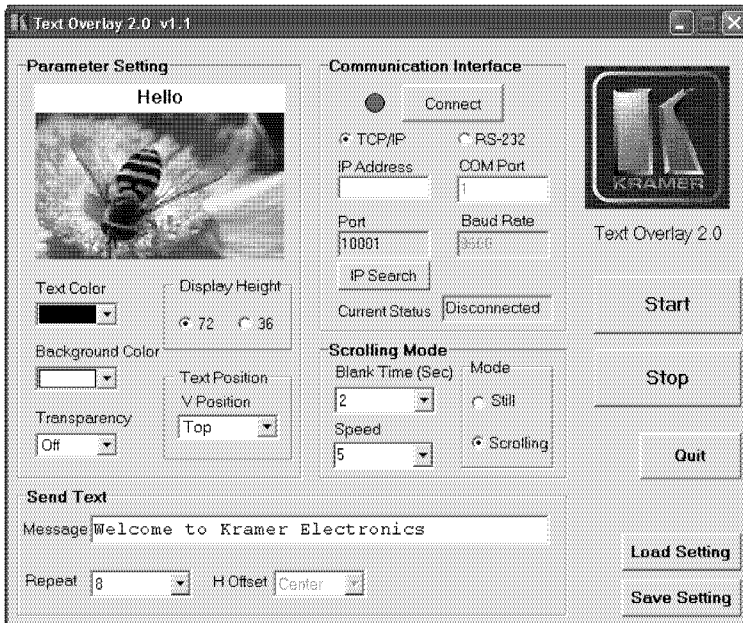 Text Overlay 2.0 v1.1
Parameter Setting
Hello
Text Color
Display Height
72 36
Background Color
Text Position
V Position
Top
Transparency
Off
Communication Interface
Connect
TCP/IP RS-232
IP Address COM Port
1
Port Baud Rate
10001 9600
IP Search
Current Status Disconnected
Scrolling Mode
Blank Time (Sec)
2
Speed
5
Mode
Still
Scrolling
KRAMER
Text Overlay 2.0
Start
Stop
Quit
Load Setting
Save Setting
Send Text
Message Welcome to Kramer Electronics
Repeat 8 H Offset Center